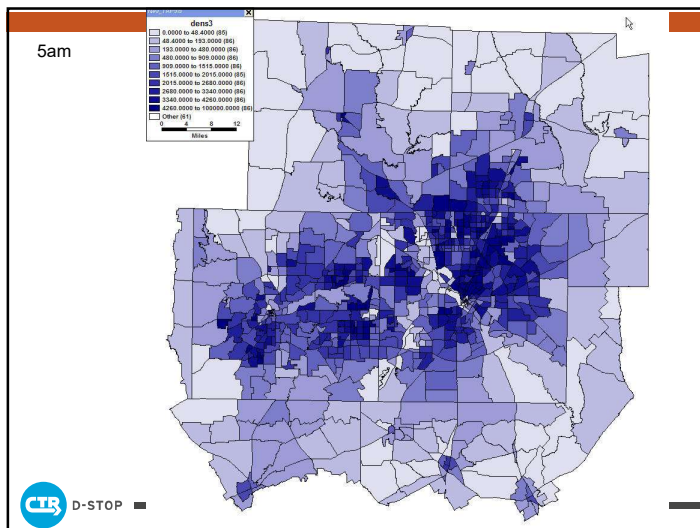 5am
dens3
0.0000 to 48.4000 (85)
48.4000 to 193.0000 (86)
193.0000 to 480.0000 (86)
480.0000 to 909.0000 (86)
909.0000 to 1515.0000 (86)
1515.0000 to 2015.0000 (85)
2015.0000 to 2680.0000 (86)
2680.0000 to 3340.0000 (86)
3340.0000 to 4260.0000 (86)
4260.0000 to 100000.0000 (86)
Other (61)
0 4 8 12
Miles
CTR D-STOP